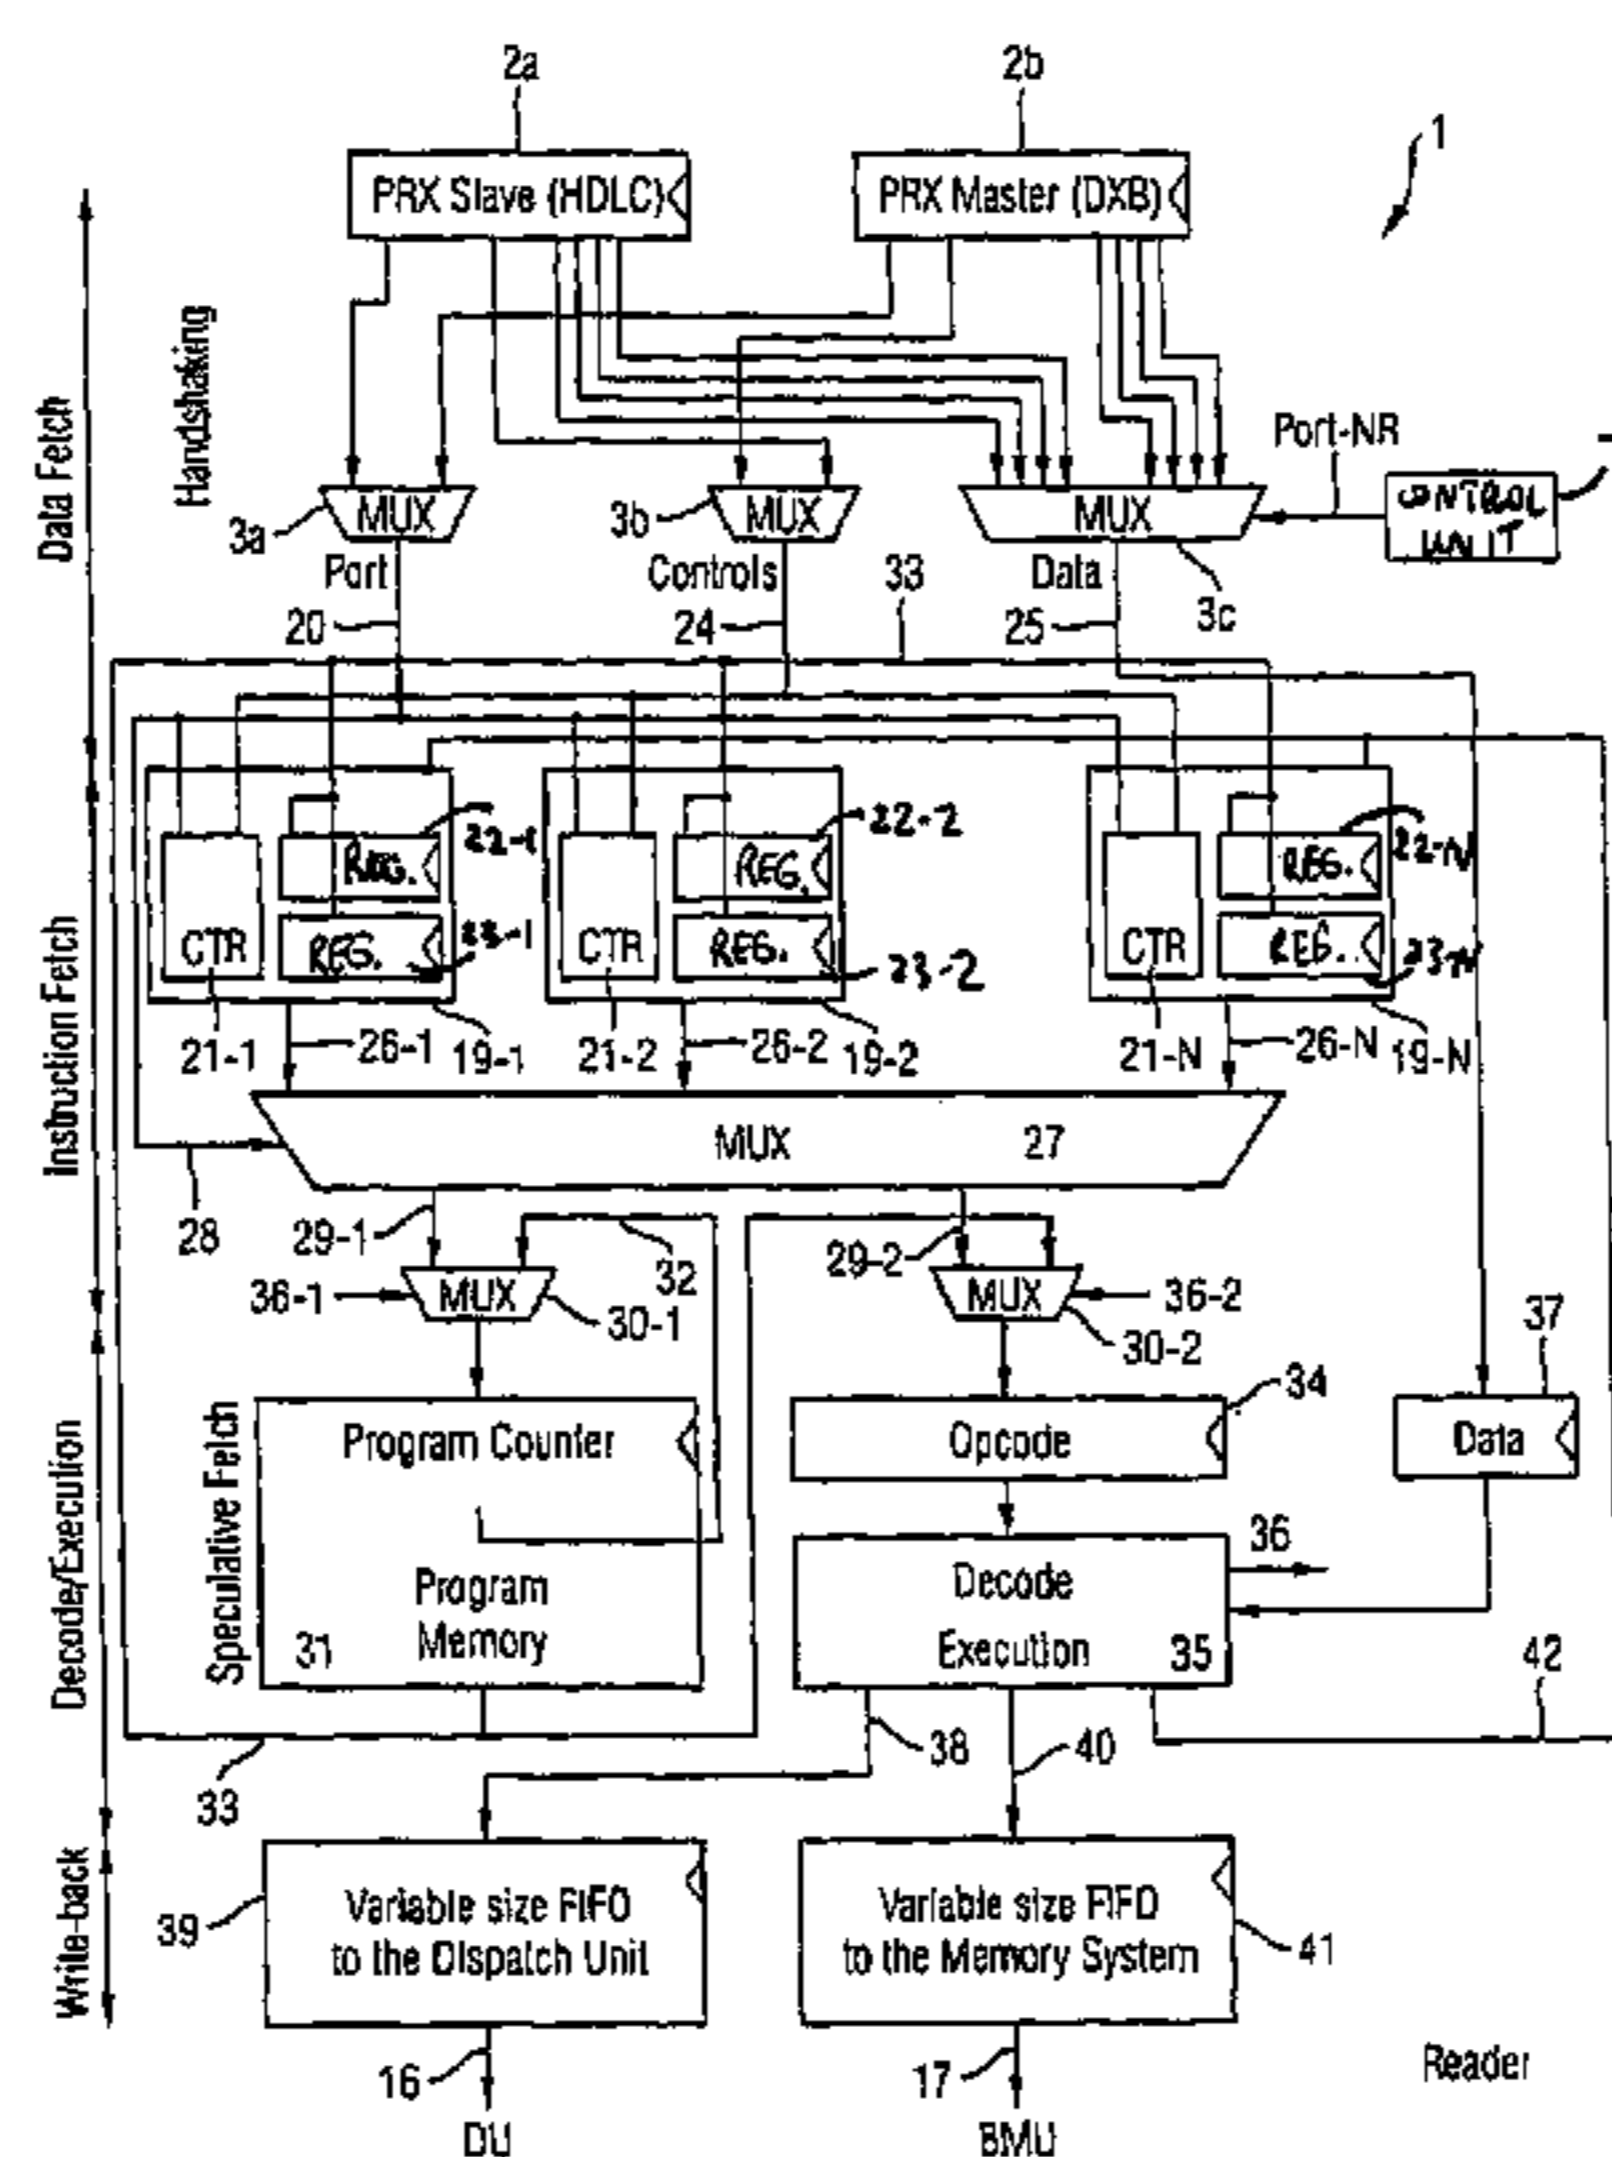 2a
2b
1
PRX Slave (HDLC)
PRX Master (DXB)
Data Fetch
Handshaking
Port-NR
MUX
MUX
MUX
CONTROL
UNIT
3a
3b
3c
Port
Controls
Data
33
20
24
25
Instruction Fetch
REG.
22-1
REG.
22-2
REG.
22-N
CTR
REG.
23-1
CTR
REG.
23-2
CTR
REG.
23-N
21-1
26-1
19-1
21-2
26-2
19-2
21-N
26-N
19-N
MUX
27
28
29-1
32
29-2
36-1
MUX
30-1
MUX
36-2
30-2
37
34
Decode/Execution
Speculative Fetch
Program Counter
Opcode
Data
Program
Memory
31
Decode
Execution
35
36
42
33
38
40
Write-back
39
Variable size FIFO
to the Dispatch Unit
Variable size FIFO
to the Memory System
41
16
17
Reader
DU
BMU